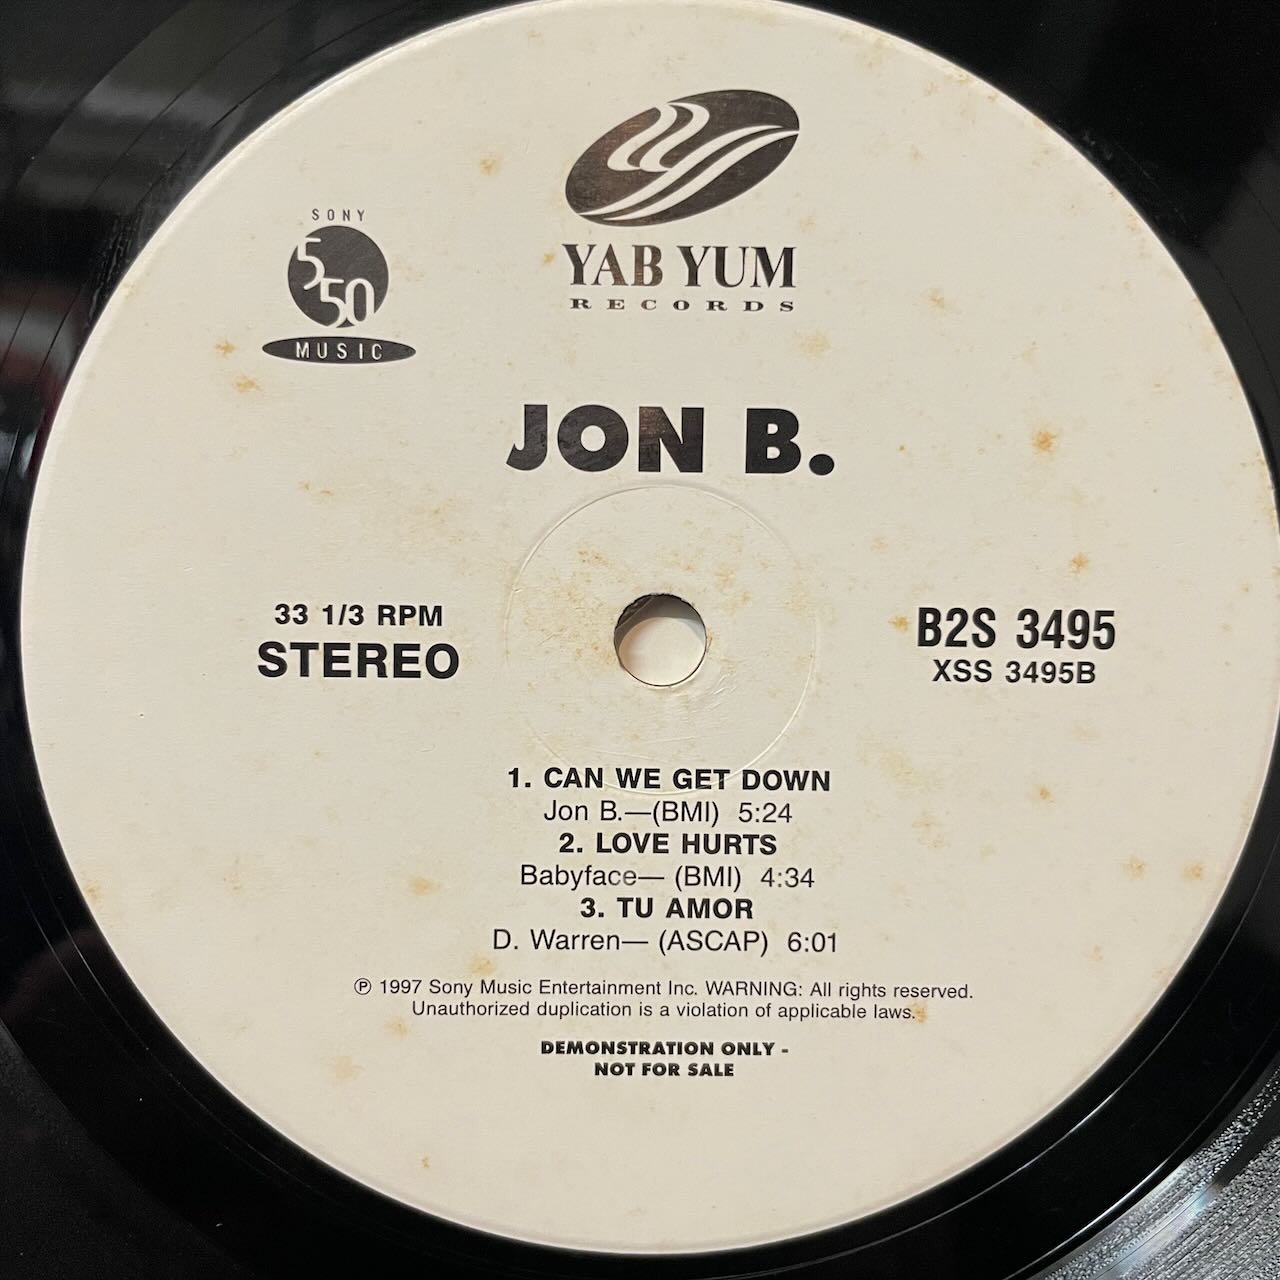 YAB YUM
RECORDS
SONY
550
MUSIC
JON B.
33 1/3 RPM
STEREO
B2S 3495
XSS 3495B
1. CAN WE GET DOWN
Jon B.—(BMI) 5:24
2. LOVE HURTS
Babyface— (BMI) 4:34
3. TU AMOR
D. Warren— (ASCAP) 6:01
℗ 1997 Sony Music Entertainment Inc. WARNING: All rights reserved.
Unauthorized duplication is a violation of applicable laws.
DEMONSTRATION ONLY -
NOT FOR SALE